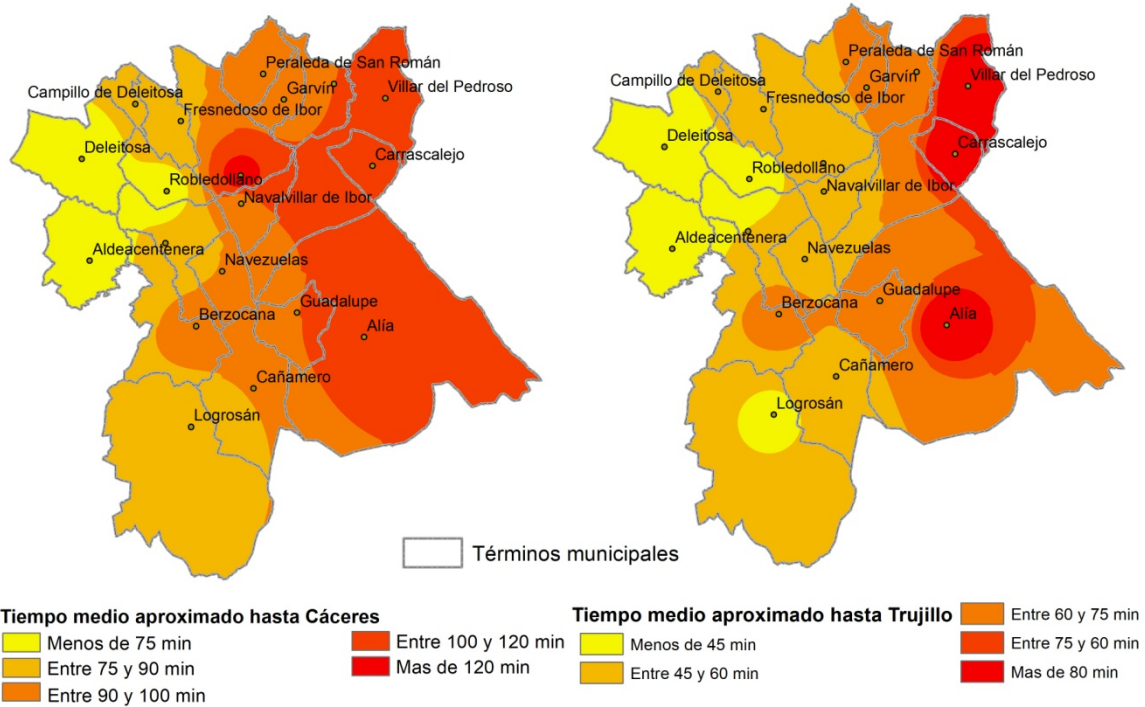 Peraleda de San Román
Garvín
Villar del Pedroso
Campillo de Deleitosa
Fresnedoso de Ibor
Deleitosa
Carrascalejo
Robledollano
Navalvillar de Ibor
Aldeacentenera
Navezuelas
Guadalupe
Berzocana
Alía
Cañamero
Logrosán
Peraleda de San Román
Garvín
Villar del Pedroso
Campillo de Deleitosa
Fresnedoso de Ibor
Deleitosa
Carrascalejo
Robledollano
Navalvillar de Ibor
Aldeacentenera
Navezuelas
Guadalupe
Berzocana
Alía
Cañamero
Logrosán
Términos municipales
Tiempo medio aproximado hasta Cáceres
Menos de 75 min
Entre 75 y 90 min
Entre 90 y 100 min
Entre 100 y 120 min
Mas de 120 min
Tiempo medio aproximado hasta Trujillo
Menos de 45 min
Entre 45 y 60 min
Entre 60 y 75 min
Entre 75 y 60 min
Mas de 80 min